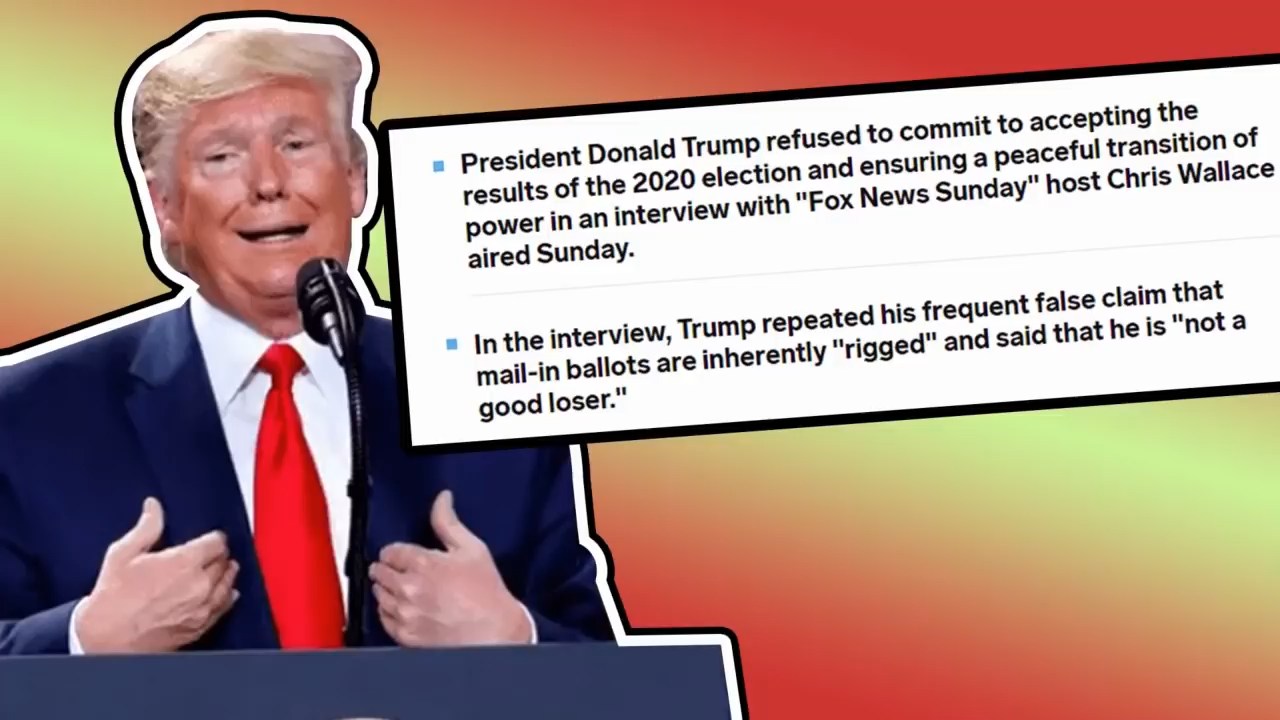 President Donald Trump refused to commit to accepting the
results of the 2020 election and ensuring a peaceful transition of
power in an interview with "Fox News Sunday" host Chris Wallace
aired Sunday.
In the interview, Trump repeated his frequent false claim that
mail-in ballots are inherently "rigged" and said that he is "not a
good loser."